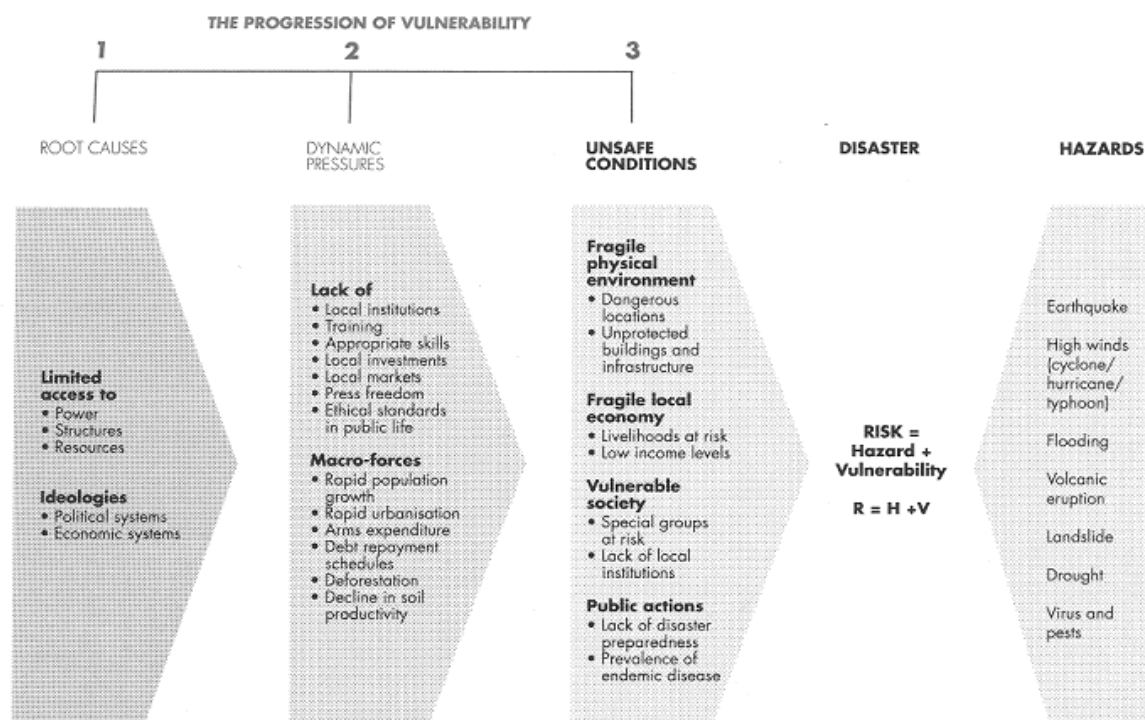 THE PROGRESSION OF VULNERABILITY
1
2
3
ROOT CAUSES
DYNAMIC
PRESSURES
UNSAFE
CONDITIONS
DISASTER
HAZARDS
Limited
access to
• Power
• Structures
• Resources
Ideologies
• Political systems
• Economic systems
Lack of
• Local institutions
• Training
• Appropriate skills
• Local investments
• Local markets
• Press freedom
• Ethical standards
in public life
Macro-forces
• Rapid population
growth
• Rapid urbanisation
• Arms expenditure
• Debt repayment
schedules
• Deforestation
• Decline in soil
productivity
Fragile
physical
environment
• Dangerous
locations
• Unprotected
buildings and
infrastructure
Fragile local
economy
• Livelihoods at risk
• Low income levels
Vulnerable
society
• Special groups
at risk
• Lack of local
institutions
Public actions
• Lack of disaster
preparedness
• Prevalence of
endemic disease
RISK =
Hazard +
Vulnerability
R = H +V
Earthquake
High winds
(cyclone/
hurricane/
typhoon)
Flooding
Volcanic
eruption
Landslide
Drought
Virus and
pests